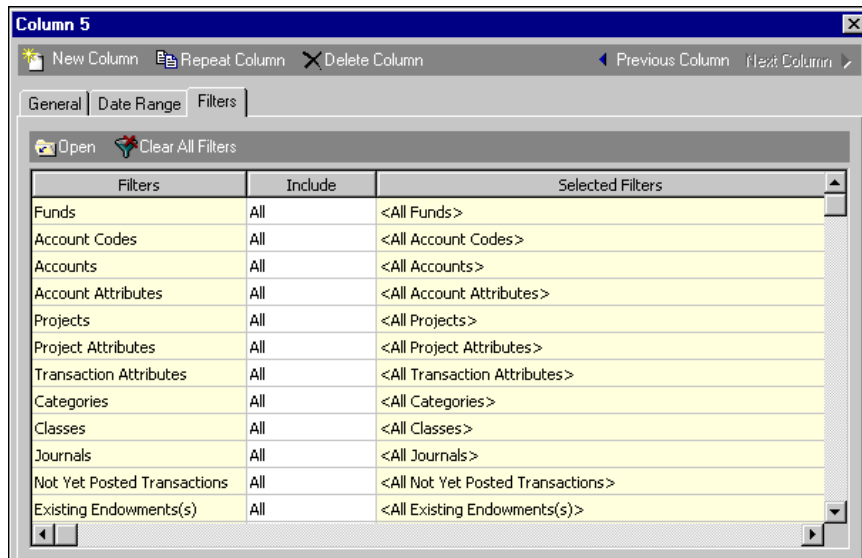 Column 5
New Column Repeat Column Delete Column Previous Column Next Column
General Date Range Filters
Open Clear All Filters
Filters Include Selected Filters
Funds All <All Funds>
Account Codes All <All Account Codes>
Accounts All <All Accounts>
Account Attributes All <All Account Attributes>
Projects All <All Projects>
Project Attributes All <All Project Attributes>
Transaction Attributes All <All Transaction Attributes>
Categories All <All Categories>
Classes All <All Classes>
Journals All <All Journals>
Not Yet Posted Transactions All <All Not Yet Posted Transactions>
Existing Endowments(s) All <All Existing Endowments(s)>